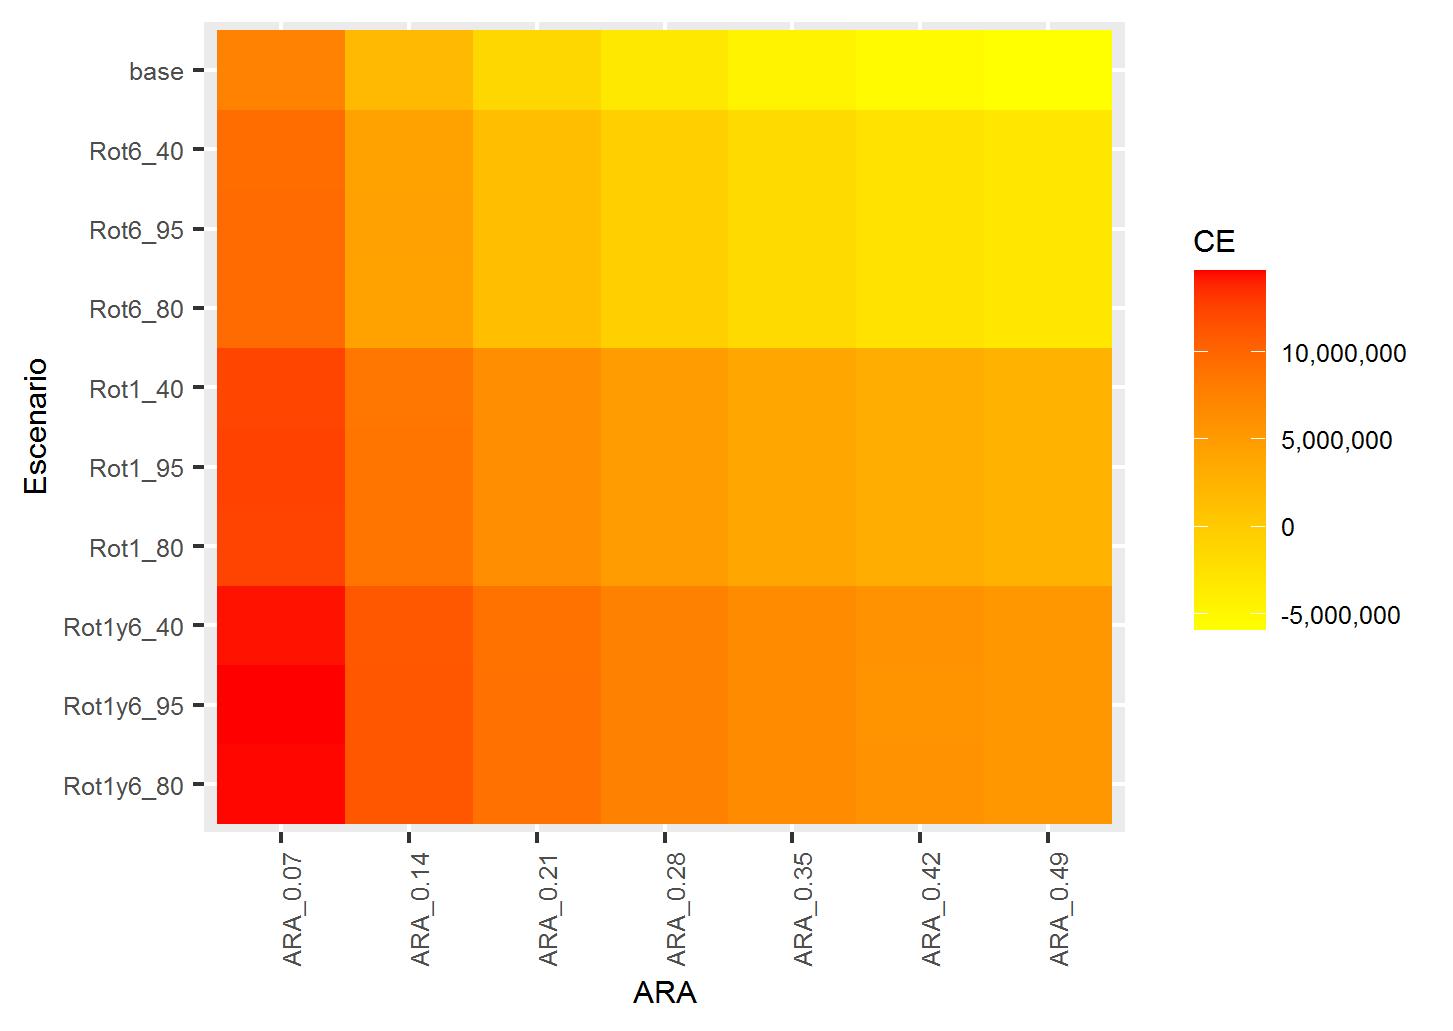 base
Rot6_40
Rot6_95
Rot6_80
Rot1_40
Rot1_95
Rot1_80
Rot1y6_40
Rot1y6_95
Rot1y6_80
Escenario
ARA_0.07
ARA_0.14
ARA_0.21
ARA_0.28
ARA_0.35
ARA_0.42
ARA_0.49
ARA
CE
10,000,000
5,000,000
0
-5,000,000